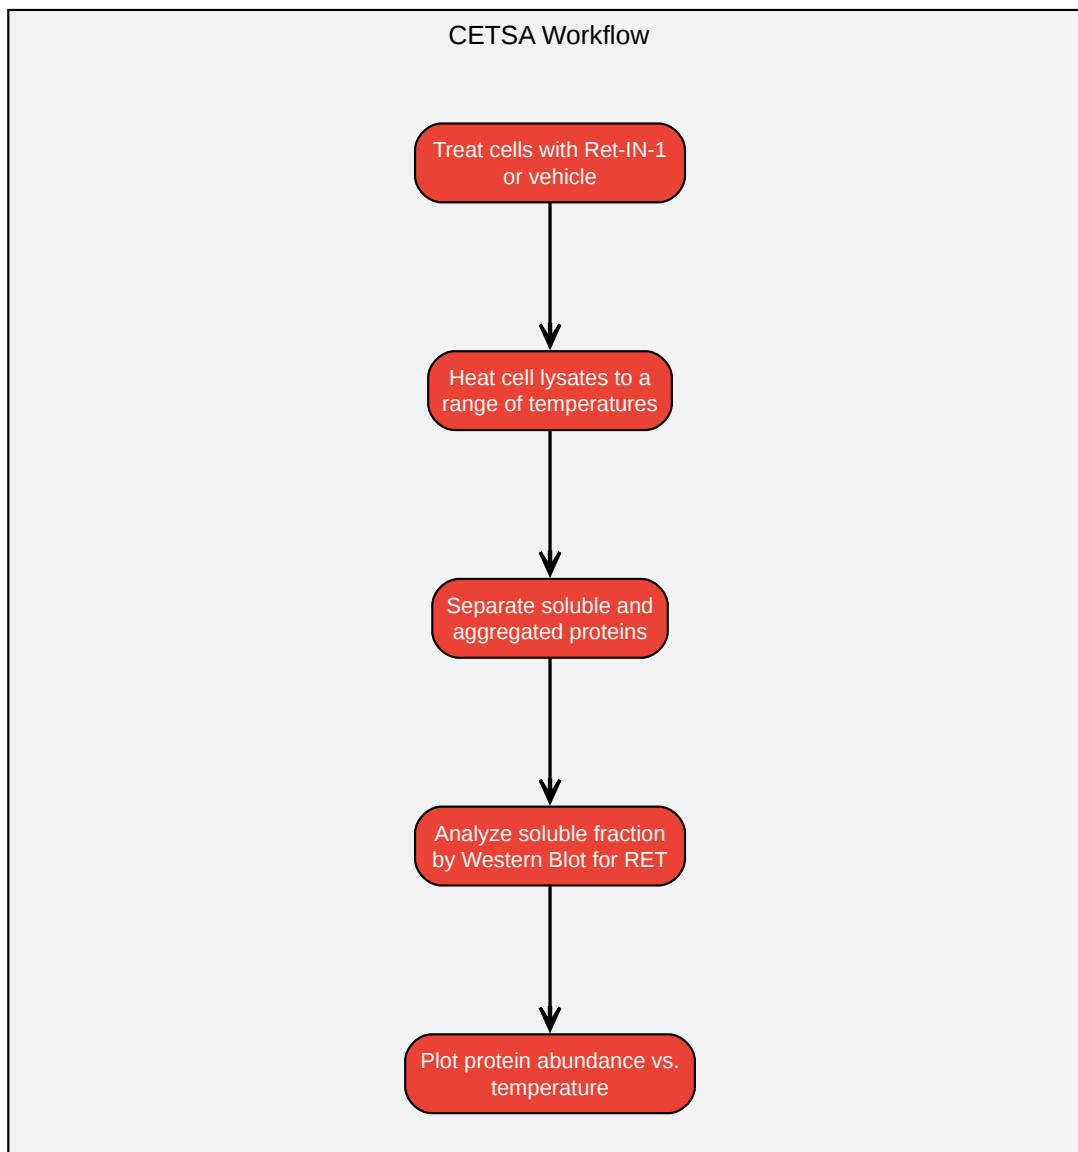 CETSA Workflow
Treat cells with Ret-IN-1
or vehicle
Heat cell lysates to a
range of temperatures
Separate soluble and
aggregated proteins
Analyze soluble fraction
by Western Blot for RET
Plot protein abundance vs.
temperature